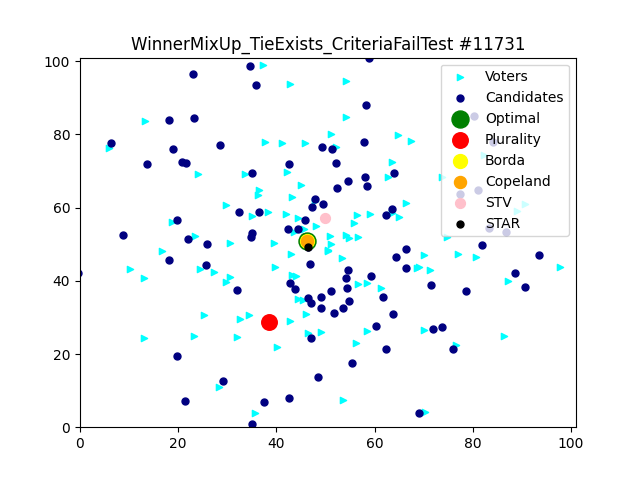 WinnerMixUp_TieExists_CriteriaFailTest #11731
100
80
60
40
20
0
0
20
40
60
80
100
Voters
Candidates
Optimal
Plurality
Borda
Copeland
STV
STAR